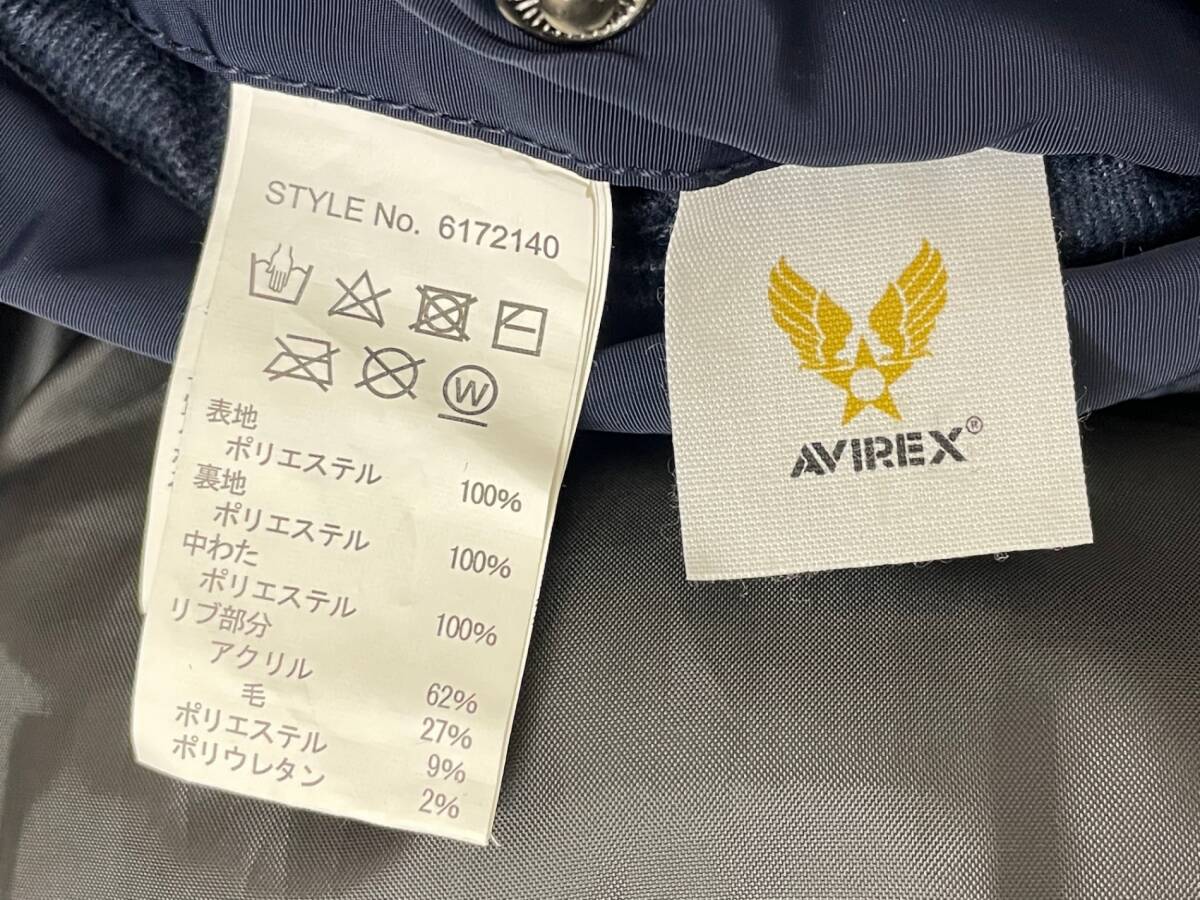 STYLE No. 6172140
W
表地
ポリエステル 100%
裏地
ポリエステル 100%
中わた
ポリエステル 100%
リブ部分
アクリル 62%
毛 27%
ポリエステル 9%
ポリウレタン 2%
AVIREX®